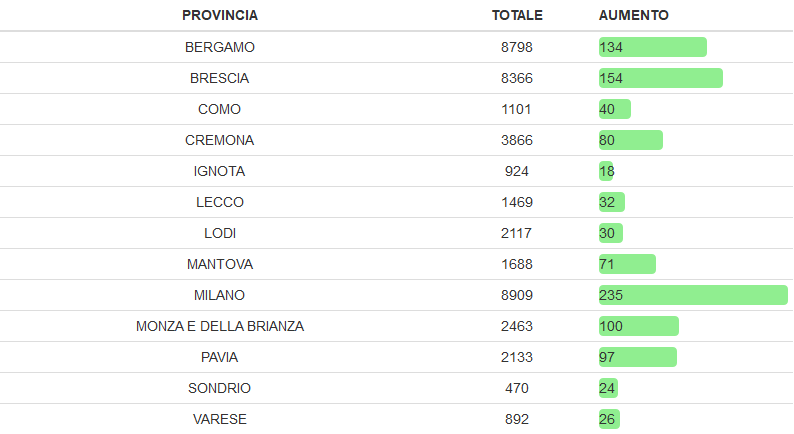 PROVINCIA TOTALE AUMENTO
BERGAMO 8798 134
BRESCIA 8366 154
COMO 1101 40
CREMONA 3866 80
IGNOTA 924 18
LECCO 1469 32
LODI 2117 30
MANTOVA 1688 71
MILANO 8909 235
MONZA E DELLA BRIANZA 2463 100
PAVIA 2133 97
SONDRIO 470 24
VARESE 892 26